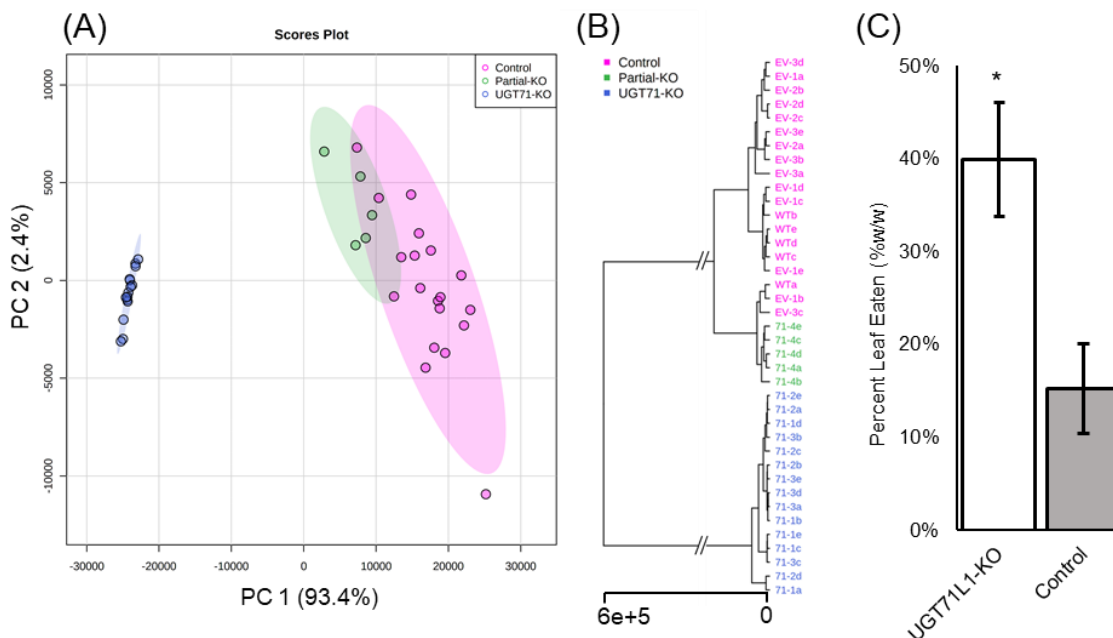 (A)
Scores Plot
Control
Partial-KO
UGT71-KO
PC 2 (2.4%)
10000
5000
0
-5000
-10000
-30000 -20000 -10000 0 10000 20000 30000
PC 1 (93.4%)
(B)
Control
Partial-KO
UGT71-KO
EV-3d
EV-1a
EV-2b
EV-2d
EV-2c
EV-3e
EV-2a
EV-3b
EV-3a
EV-1d
EV-1c
WTb
WTe
WTd
WTc
EV-1e
WTa
EV-1b
EV-3c
71-4e
71-4c
71-4d
71-4a
71-4b
71-2e
71-2a
71-1d
71-3b
71-2c
71-2b
71-3e
71-3d
71-3a
71-1b
71-1e
71-1c
71-3c
71-2d
71-1a
6e+5 0
(C)
Percent Leaf Eaten (%w/w)
50%
40%
30%
20%
10%
0%
*
UGT71L1-KO
Control